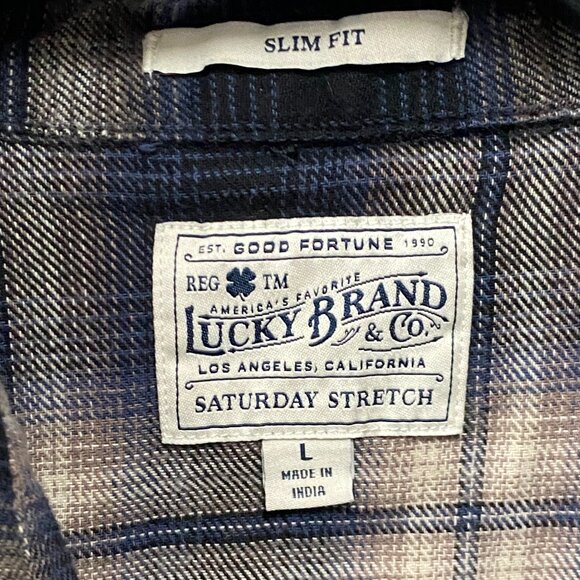 SLIM FIT
EST. GOOD FORTUNE 1990
REG TM
AMERICA'S FAVORITE
LUCKY BRAND
& CO.
LOS ANGELES, CALIFORNIA
SATURDAY STRETCH
L
MADE IN
INDIA